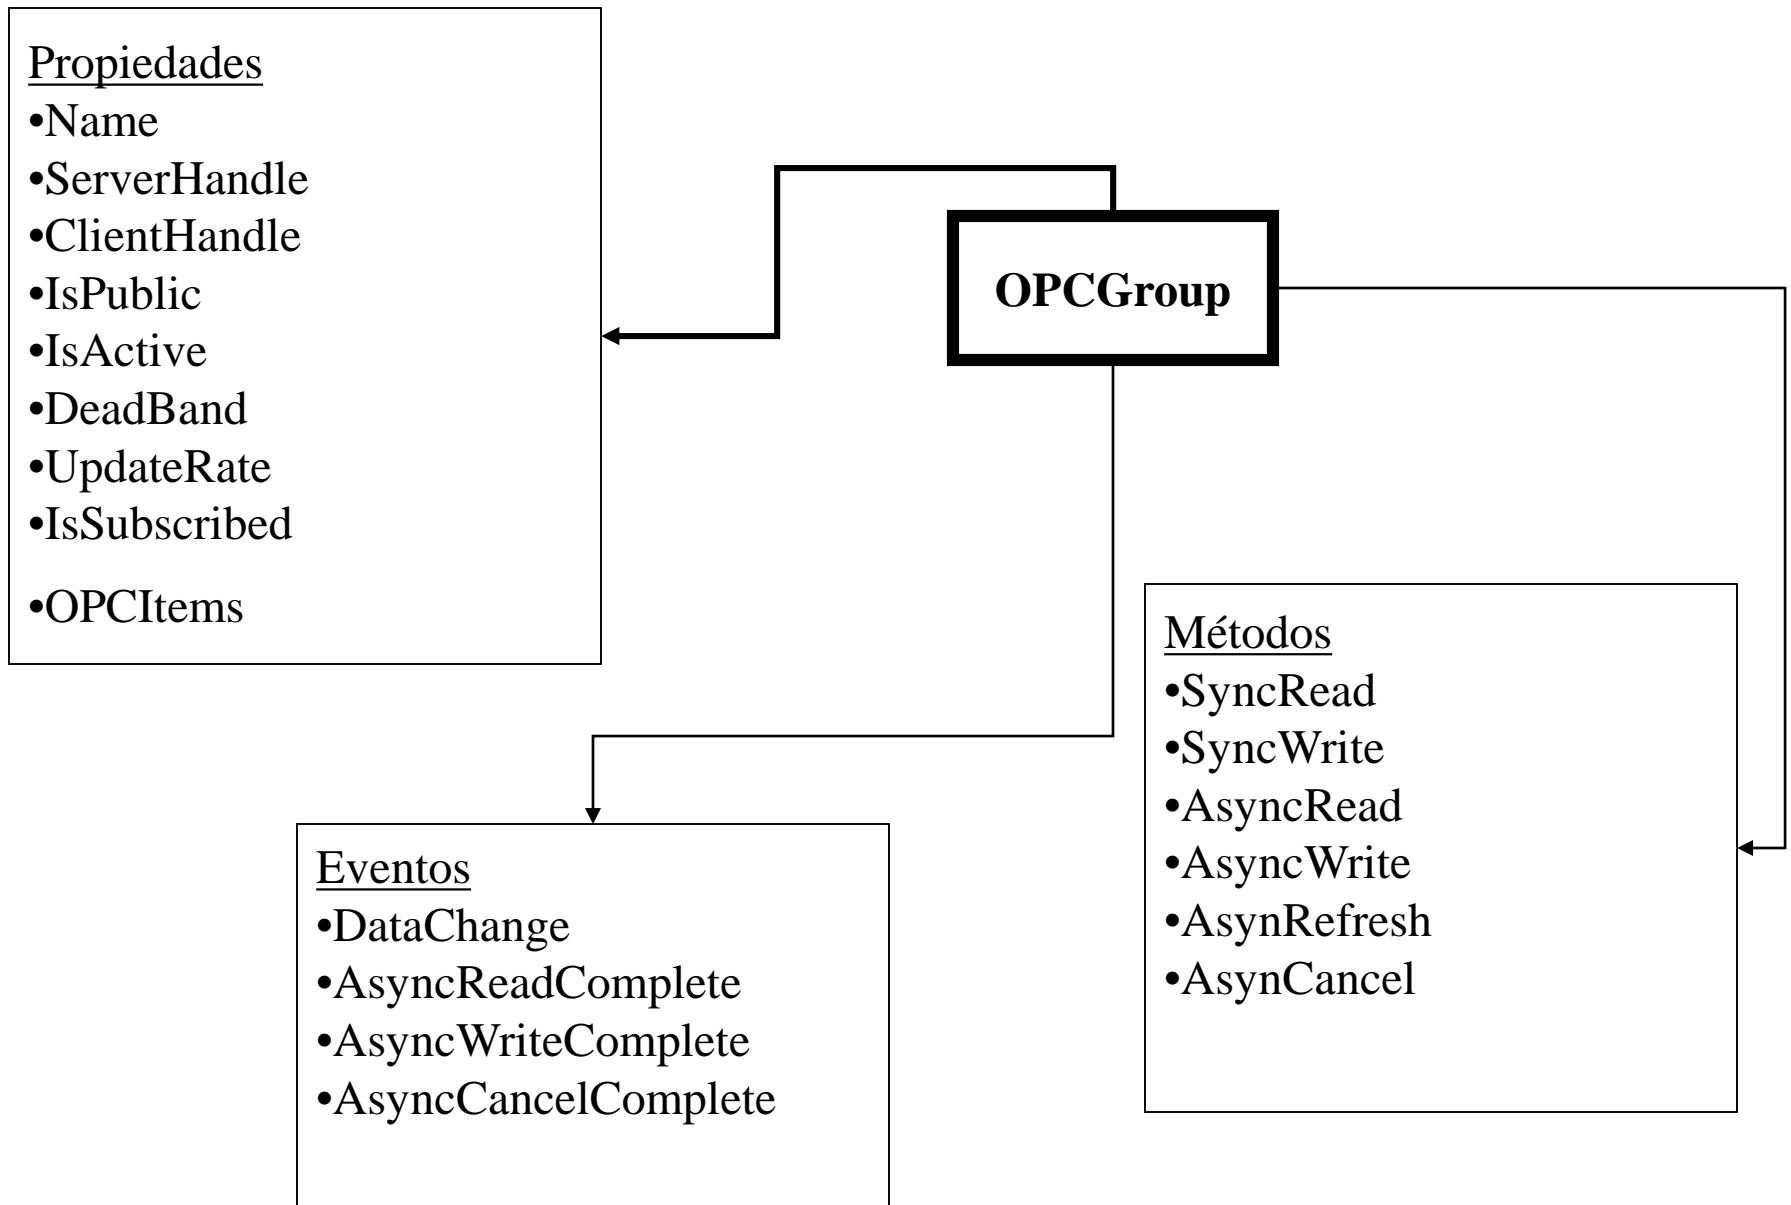 Propiedades
•Name
•ServerHandle
•ClientHandle
•IsPublic
•IsActive
•DeadBand
•UpdateRate
•IsSubscribed
•OPCItems
OPCGroup
Métodos
•SyncRead
•SyncWrite
•AsyncRead
•AsyncWrite
•AsynRefresh
•AsynCancel
Eventos
•DataChange
•AsyncReadComplete
•AsyncWriteComplete
•AsyncCancelComplete